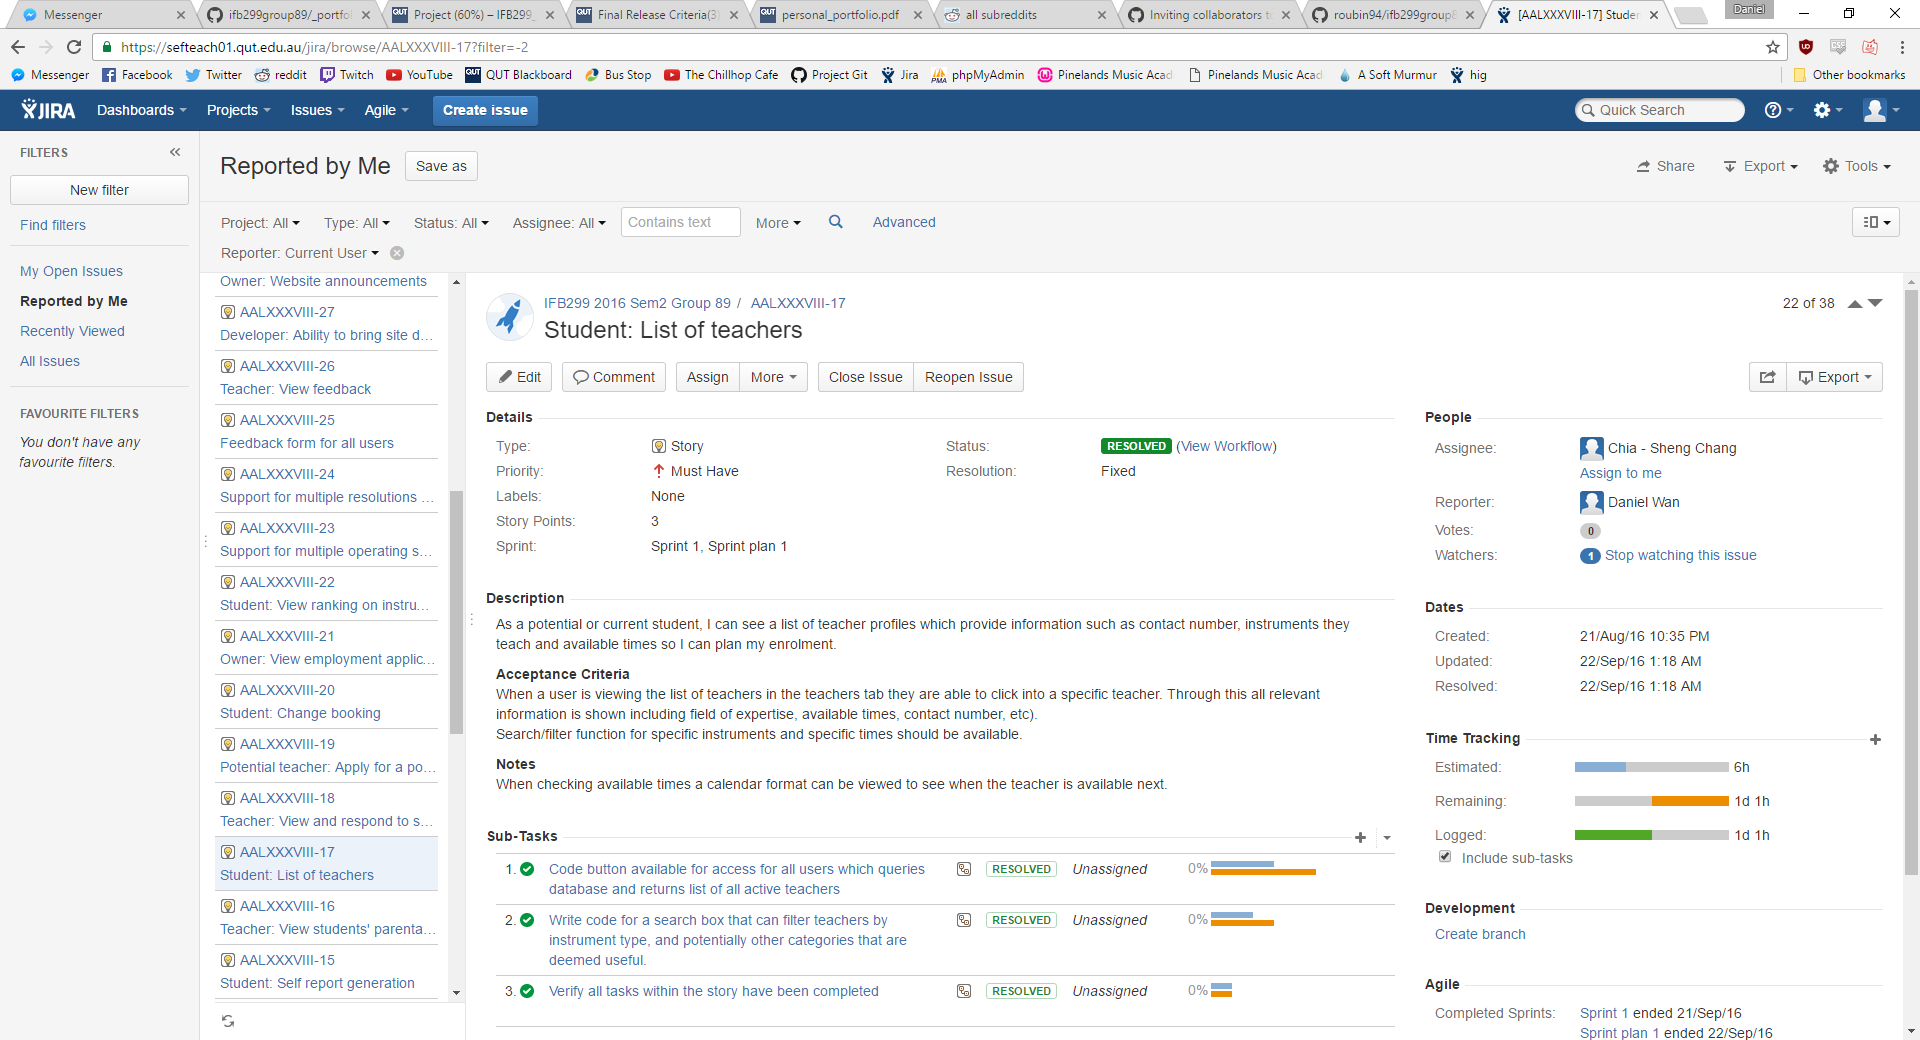 Messenger
ifb299group89/_portfol
Project (60%) – IFB299_
Final Release Criteria(3)
personal_portfolio.pdf
all subreddits
Inviting collaborators to
roubin94/ifb299group8
[AALXXXVIII-17] Studen
Daniel
https://sefteach01.qut.edu.au/jira/browse/AALXXXVIII-17?filter=-2
Messenger
Facebook
Twitter
reddit
Twitch
YouTube
QUT Blackboard
Bus Stop
The Chillhop Cafe
Project Git
Jira
phpMyAdmin
Pinelands Music Acad
Pinelands Music Acad
A Soft Murmur
hig
Other bookmarks
JIRA
Dashboards
Projects
Issues
Agile
Create issue
Quick Search
FILTERS
New filter
Find filters
My Open Issues
Reported by Me
Recently Viewed
All Issues
FAVOURITE FILTERS
You don't have any
favourite filters.
Reported by Me
Save as
Share
Export
Tools
Project: All
Type: All
Status: All
Assignee: All
Contains text
More
Advanced
Reporter: Current User
Owner: Website announcements
AALXXXVIII-27
Developer: Ability to bring site d...
AALXXXVIII-26
Teacher: View feedback
AALXXXVIII-25
Feedback form for all users
AALXXXVIII-24
Support for multiple resolutions ...
AALXXXVIII-23
Support for multiple operating s...
AALXXXVIII-22
Student: View ranking on instru...
AALXXXVIII-21
Owner: View employment applic...
AALXXXVIII-20
Student: Change booking
AALXXXVIII-19
Potential teacher: Apply for a po...
AALXXXVIII-18
Teacher: View and respond to s...
AALXXXVIII-17
Student: List of teachers
AALXXXVIII-16
Teacher: View students' parenta...
AALXXXVIII-15
Student: Self report generation
IFB299 2016 Sem2 Group 89 / AALXXXVIII-17
Student: List of teachers
22 of 38
Edit
Comment
Assign
More
Close Issue
Reopen Issue
Export
Details
Type: Story
Priority: Must Have
Labels: None
Story Points: 3
Sprint: Sprint 1, Sprint plan 1
Status: RESOLVED (View Workflow)
Resolution: Fixed
Description
As a potential or current student, I can see a list of teacher profiles which provide information such as contact number, instruments they
teach and available times so I can plan my enrolment.
Acceptance Criteria
When a user is viewing the list of teachers in the teachers tab they are able to click into a specific teacher. Through this all relevant
information is shown including field of expertise, available times, contact number, etc).
Search/filter function for specific instruments and specific times should be available.
Notes
When checking available times a calendar format can be viewed to see when the teacher is available next.
Sub-Tasks
1. Code button available for access for all users which queries
database and returns list of all active teachers
RESOLVED Unassigned 0%
2. Write code for a search box that can filter teachers by
instrument type, and potentially other categories that are
deemed useful.
RESOLVED Unassigned 0%
3. Verify all tasks within the story have been completed
RESOLVED Unassigned 0%
People
Assignee: Chia - Sheng Chang
Assign to me
Reporter: Daniel Wan
Votes: 0
Watchers: 1 Stop watching this issue
Dates
Created: 21/Aug/16 10:35 PM
Updated: 22/Sep/16 1:18 AM
Resolved: 22/Sep/16 1:18 AM
Time Tracking
Estimated: 6h
Remaining: 1d 1h
Logged: 1d 1h
Include sub-tasks
Development
Create branch
Agile
Completed Sprints: Sprint 1 ended 21/Sep/16
Sprint plan 1 ended 22/Sep/16